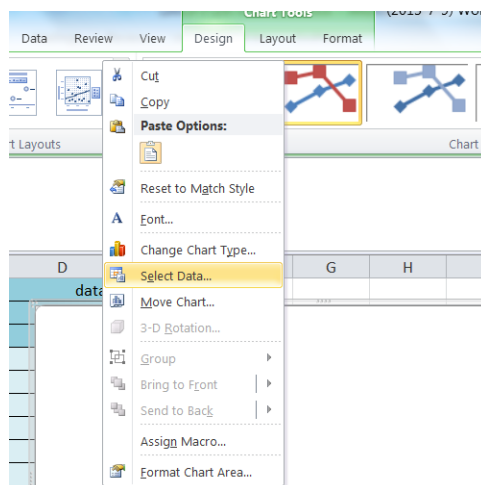 Chart Tools
(2013-7-9) Wo
Data Review View Design Layout Format
t Layouts
Chart
Cut
Copy
Paste Options:
Reset to Match Style
A Font...
Change Chart Type...
Select Data...
Move Chart...
3-D Rotation...
Group
Bring to Front
Send to Back
Assign Macro...
Format Chart Area...
D G H
data